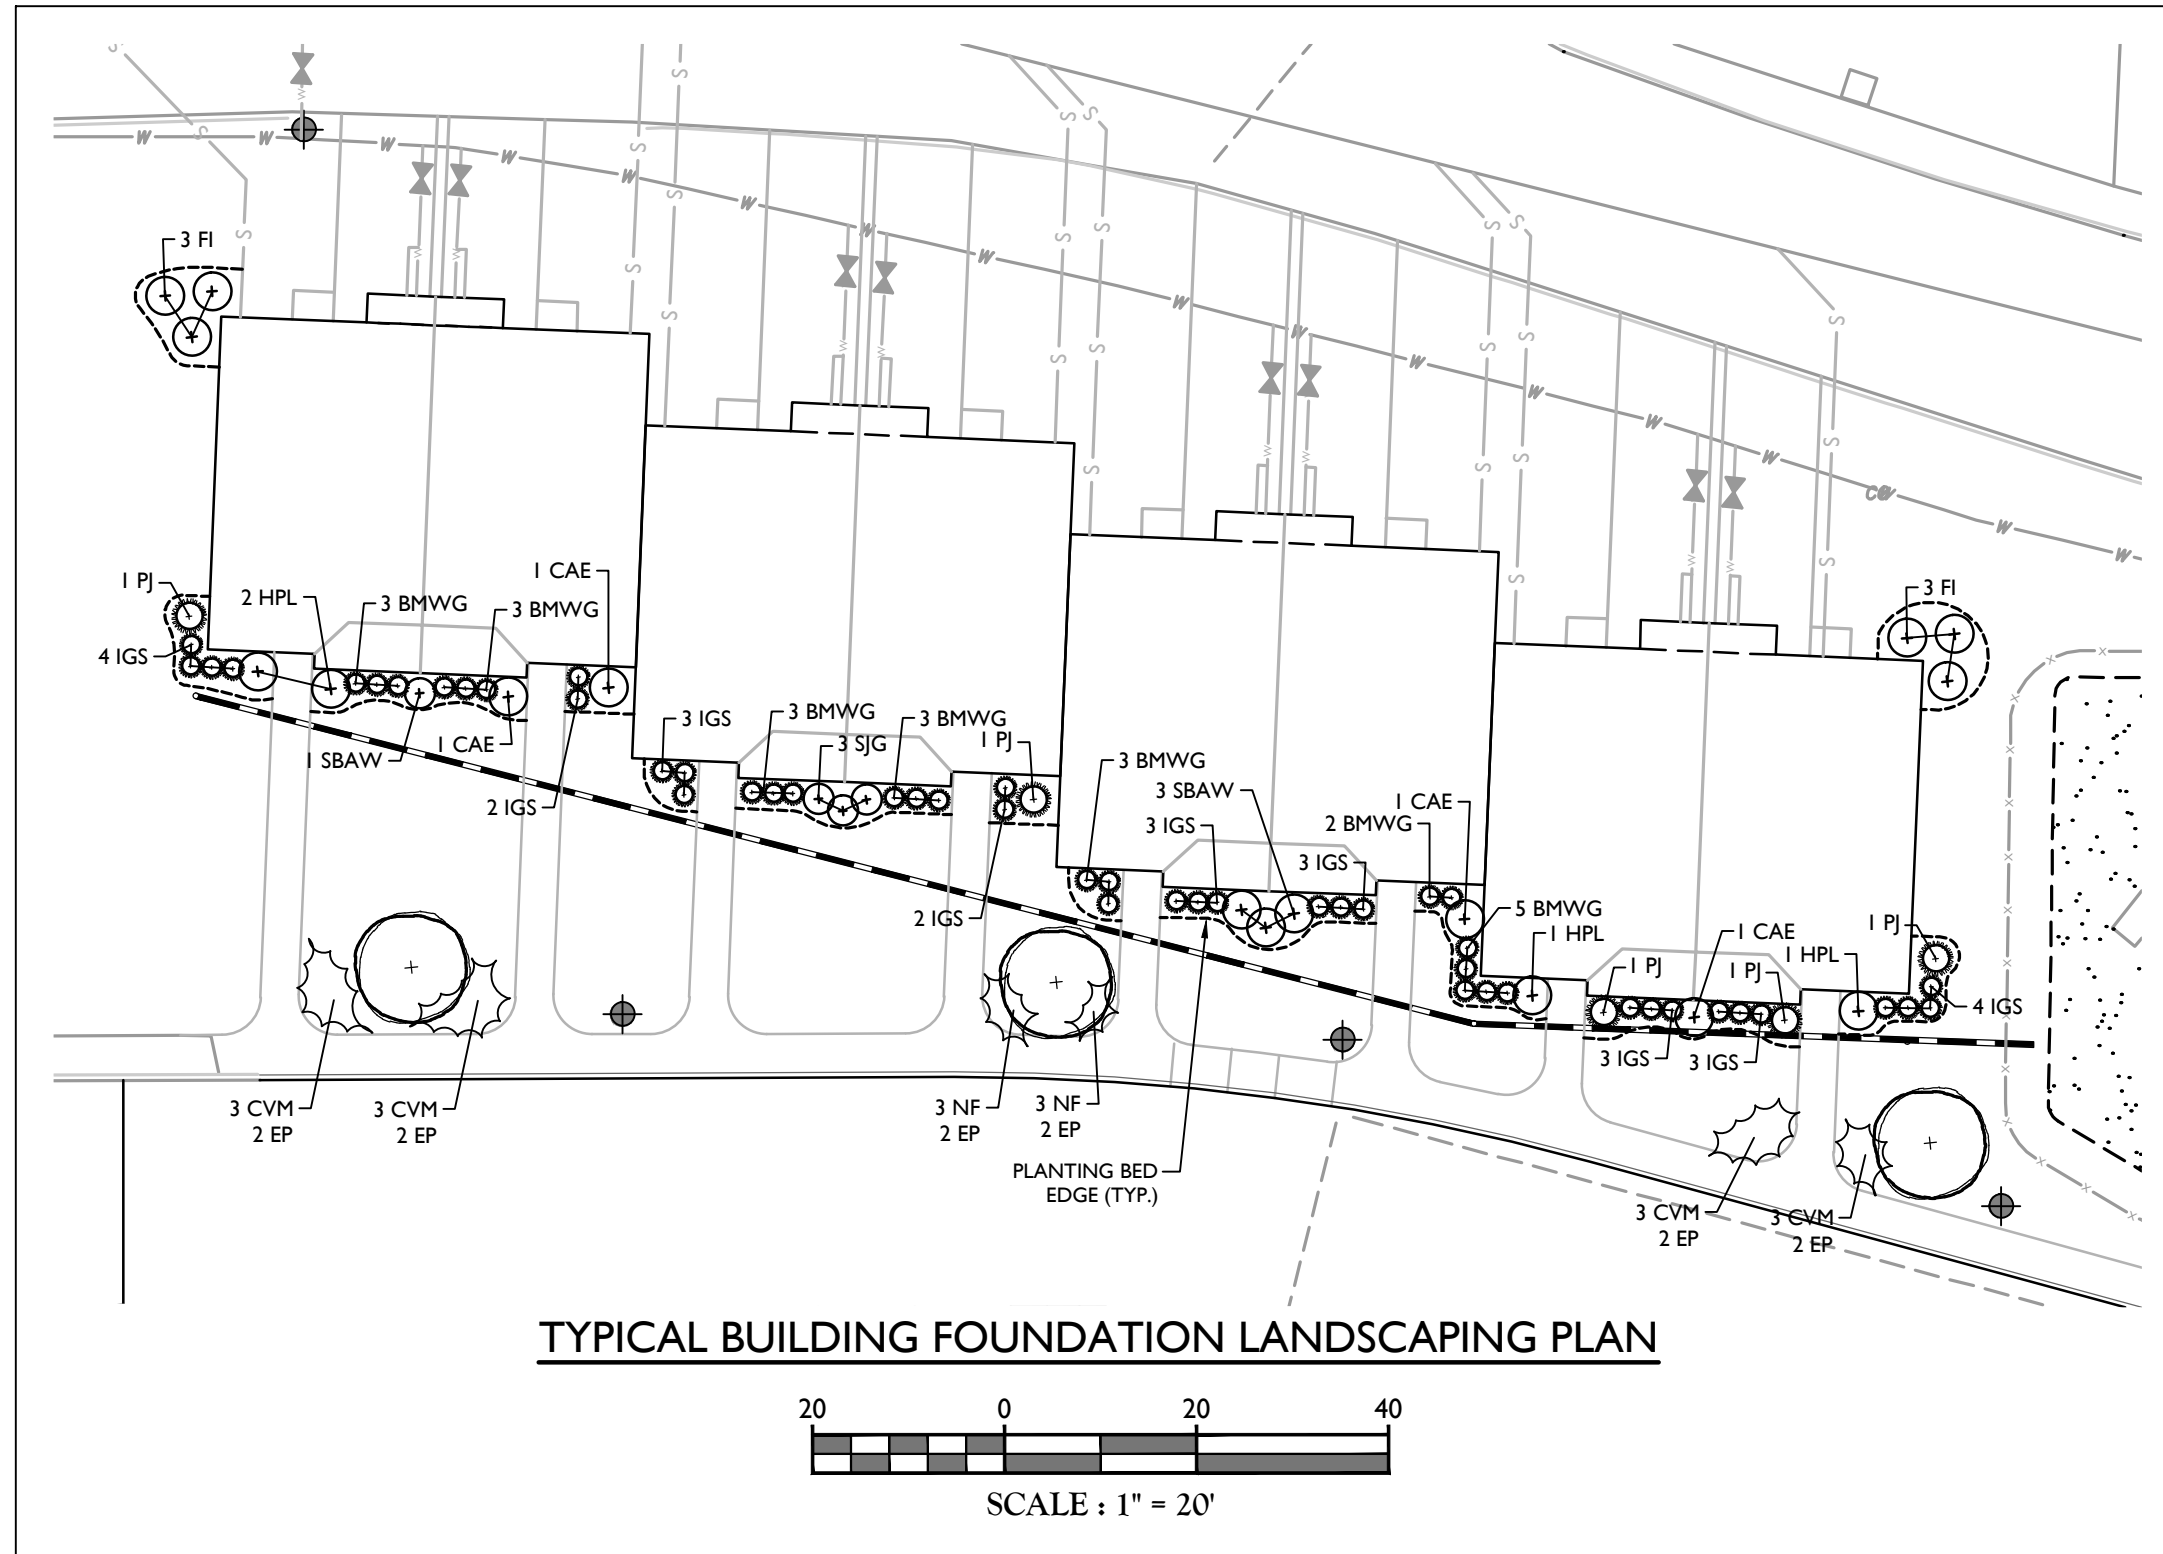 3 FI
1 PJ
2 HPL
3 BMWG
3 BMWG
1 CAE
4 IGS
1 SBAW
1 CAE
2 IGS
3 IGS
3 BMWG
3 SJG
3 BMWG
1 PJ
2 IGS
3 BMWG
3 SBAW
3 IGS
3 IGS
1 CAE
2 BMWG
5 BMWG
1 HPL
3 FI
1 PJ
1 CAE
1 PJ
1 HPL
1 PJ
4 IGS
3 IGS
3 IGS
3 CVM
2 EP
3 CVM
2 EP
3 NF
2 EP
3 NF
2 EP
PLANTING BED
EDGE (TYP.)
3 CVM
2 EP
3 CVM
2 EP
TYPICAL BUILDING FOUNDATION LANDSCAPING PLAN
20 0 20 40
SCALE : 1" = 20'